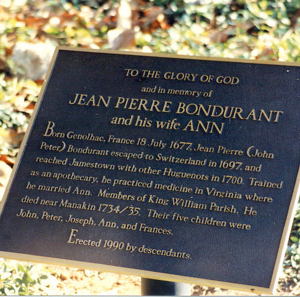 TO THE GLORY OF GOD
and in memory of
JEAN PIERRE BONDURANT
and his wife ANN
Born Genolhac, France 18 July 1677, Jean Pierre (John
Peter) Bondurant escaped to Switzerland in 1697, and
reached Jamestown with other Huguenots in 1700. Trained
as an apothecary, he practiced medicine in Virginia where
he married Ann. Members of King William Parish. He
died near Manakin 1734/35. Their five children were
John, Peter, Joseph, Ann, and Frances.
Erected 1990 by descendants.